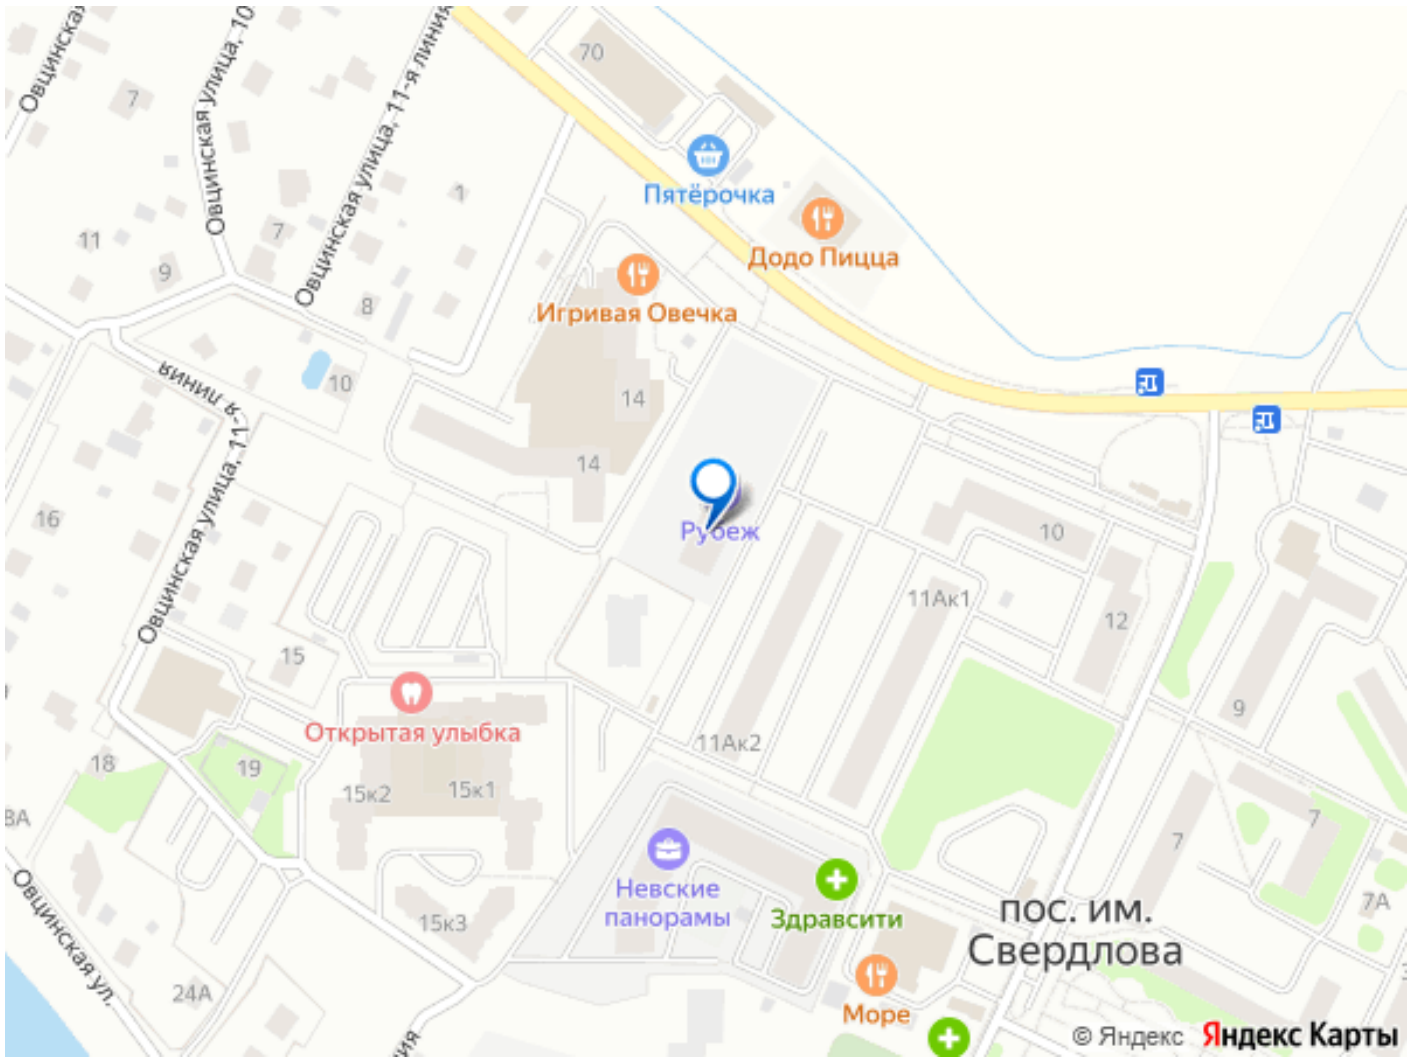 Овцинская
Овцинская улица, 10
Овцинская улица, 11-я линия
70
7
Пятёрочка
1
Додо Пицца
11
7
9
8
Игривая Овечка
10
14
Овцинская улица, 11-я линия
14
16
Рубеж
10
11Ак1
12
15
9
Открытая улыбка
11Ак2
18
19
15к2
15к1
8А
7
7
Невские
панорамы
Здравсити
7А
пос. им.
Свердлова
15к3
Овцинская ул.
24А
Море
ния
© Яндекс Яндекс Карты